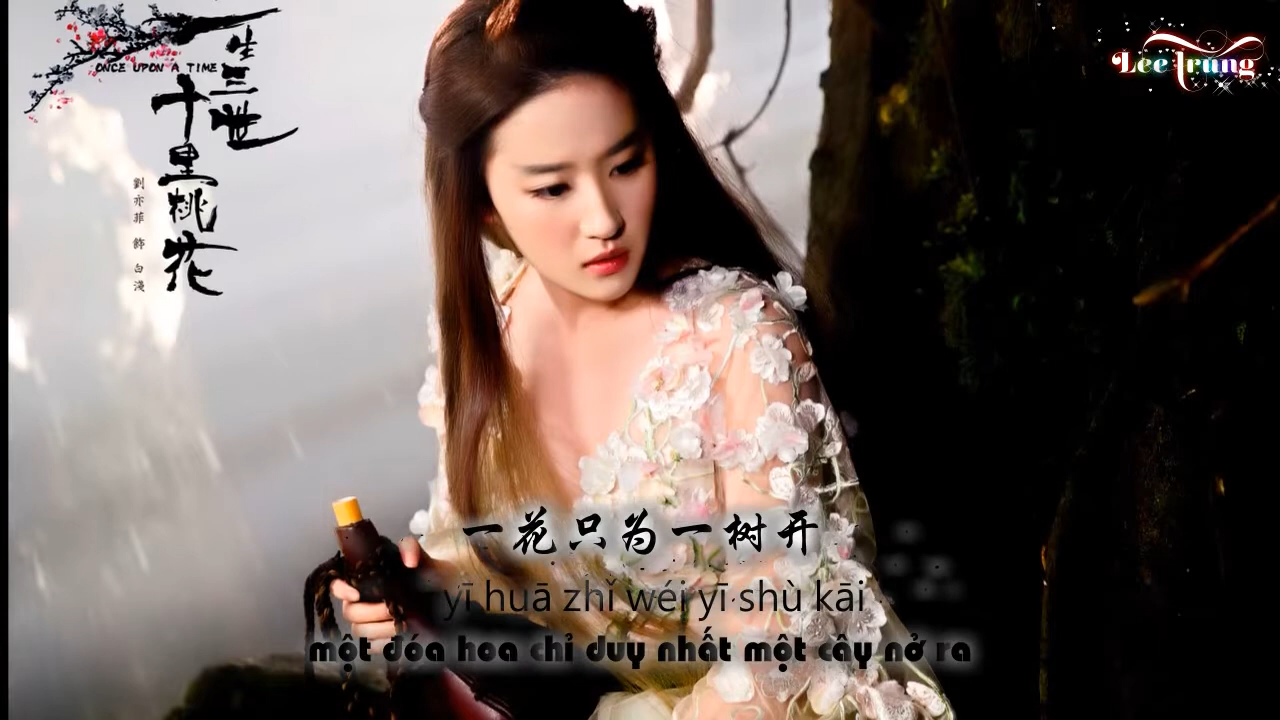 三生三世
十里桃花
ONCE UPON A TIME
劉亦菲 飾 白淺
Lee Trung
一花只为一树开
yī huā zhǐ wéi yī shù kāi
một đóa hoa chỉ duy nhất một cây nở ra